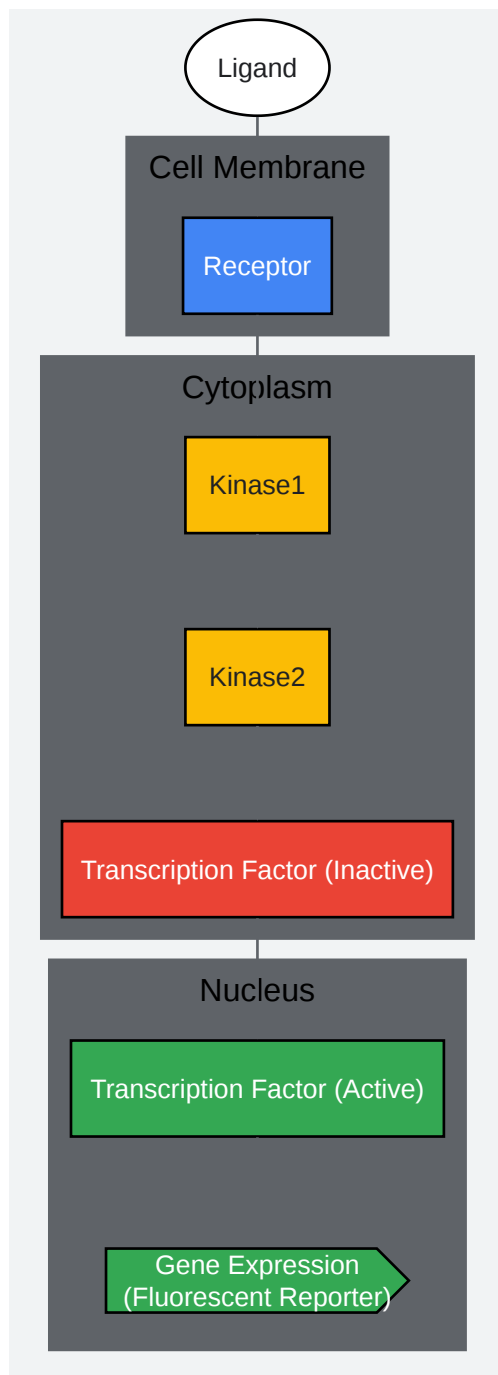 Ligand
Cell Membrane
Receptor
Cytoplasm
Kinase1
Kinase2
Transcription Factor (Inactive)
Nucleus
Transcription Factor (Active)
Gene Expression
(Fluorescent Reporter)